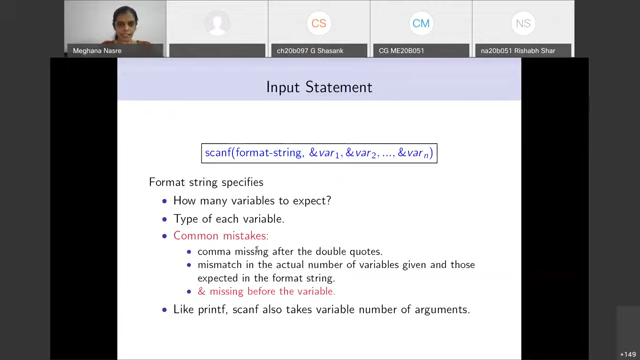 CS
CM
NS
Meghana Nasre
ch20b097 G Shasank
CG ME20B051
na20b051 Rishabh Shar
Input Statement
scanf(format-string, &var1, &var2, ..., &varn)
Format string specifies
• How many variables to expect?
• Type of each variable.
• Common mistakes:
• comma missing after the double quotes.
• mismatch in the actual number of variables given and those
expected in the format string.
• & missing before the variable.
• Like printf, scanf also takes variable number of arguments.
+149